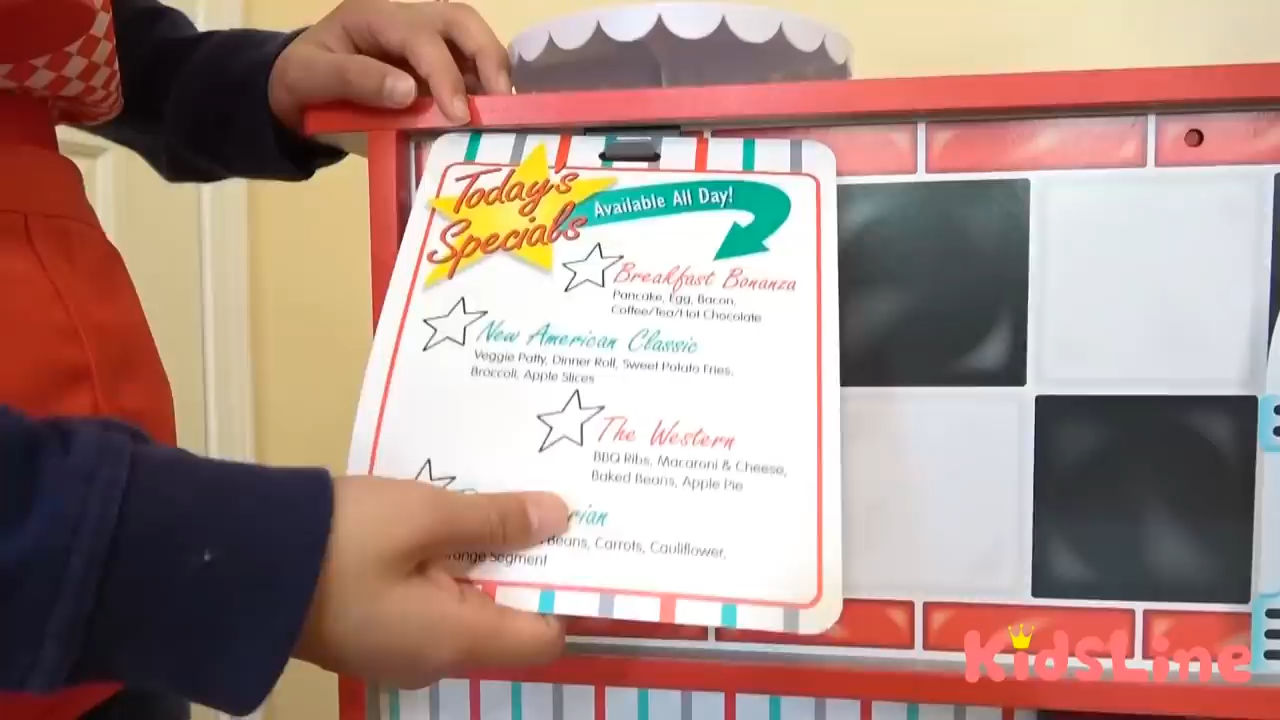 Today's
Specials
Available All Day!
Breakfast Bonanza
Pancake, Egg, Bacon,
Coffee/Tea/Hot Chocolate
New American Classic
Veggie Patty, Dinner Roll, Sweet Potato Fries,
Broccoli, Apple Slices
The Western
BBQ Ribs, Macaroni & Cheese,
Baked Beans, Apple Pie
Beans, Carrots, Cauliflower,
Segment
KidsLine